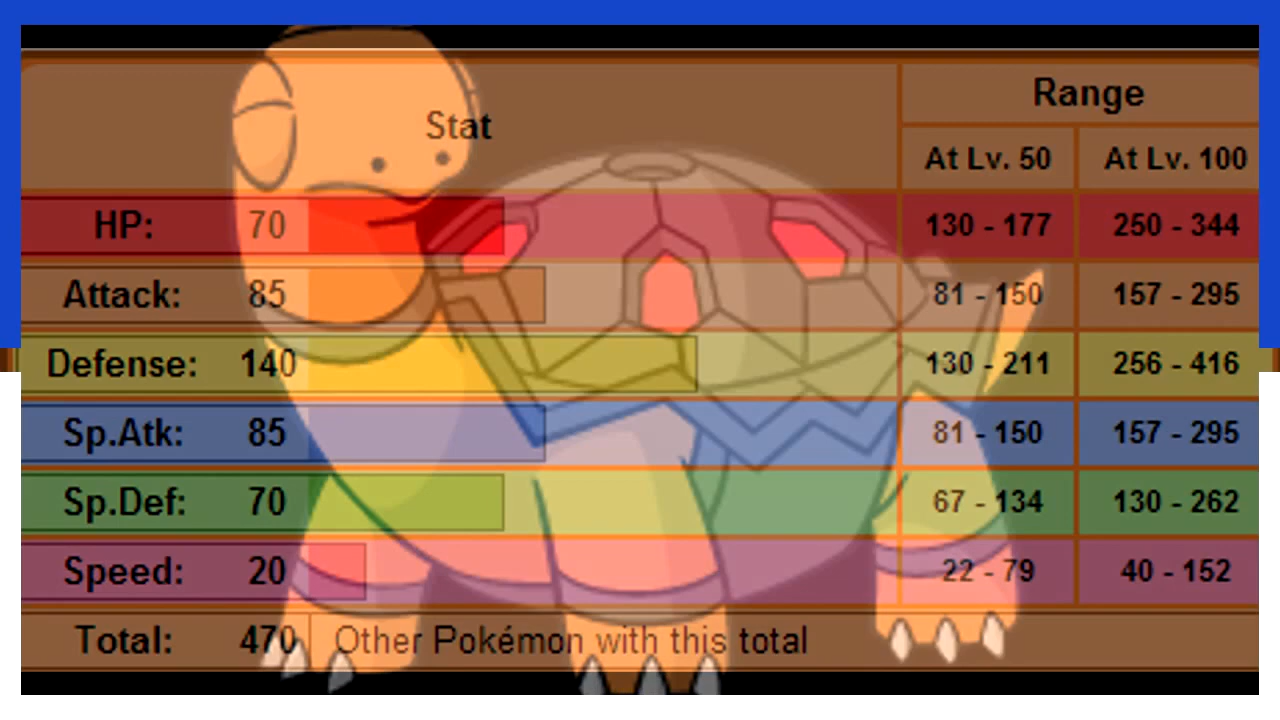 Range
Stat
At Lv. 50 At Lv. 100
HP: 70 130 - 177 250 - 344
Attack: 85 81 - 150 157 - 295
Defense: 140 130 - 211 256 - 416
Sp.Atk: 85 81 - 150 157 - 295
Sp.Def: 70 67 - 134 130 - 262
Speed: 20 22 - 79 40 - 152
Total: 470 Other Pokémon with this total